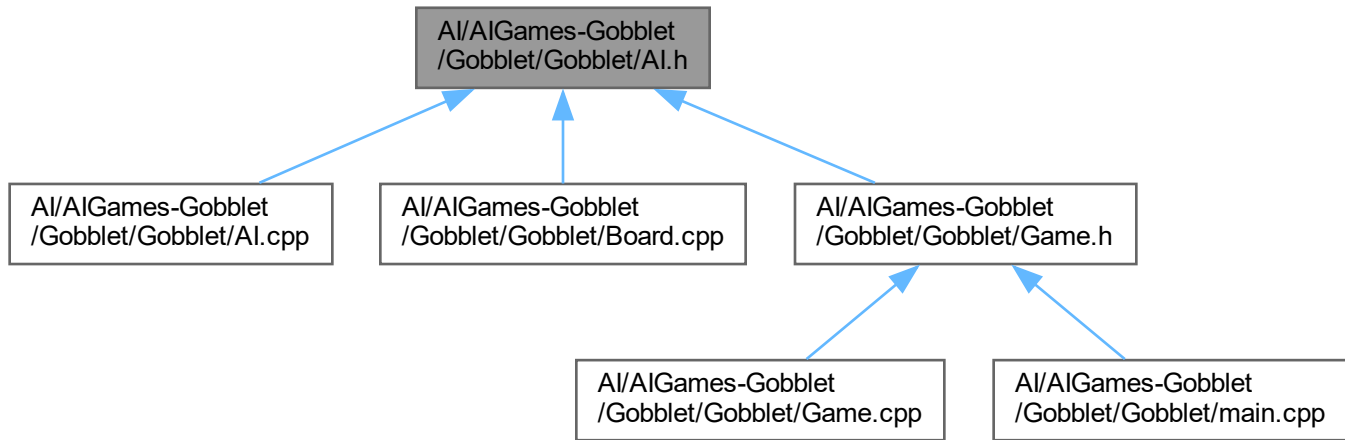 AI/AIGames-Gobblet
/Gobblet/Gobblet/AI.h
AI/AIGames-Gobblet
/Gobblet/Gobblet/AI.cpp
AI/AIGames-Gobblet
/Gobblet/Gobblet/Board.cpp
AI/AIGames-Gobblet
/Gobblet/Gobblet/Game.h
AI/AIGames-Gobblet
/Gobblet/Gobblet/Game.cpp
AI/AIGames-Gobblet
/Gobblet/Gobblet/main.cpp